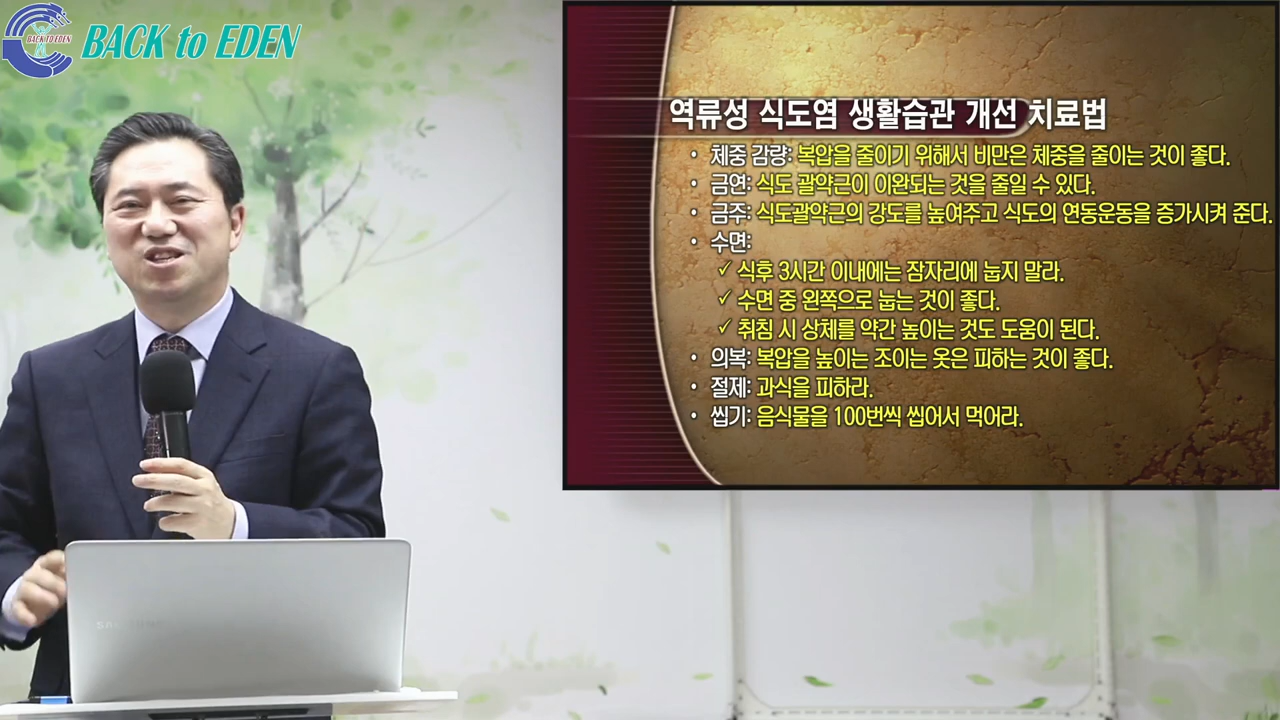 BACK TO EDEN
BACK to EDEN
역류성 식도염 생활습관 개선 치료법
• 체중 감량: 복압을 줄이기 위해서 비만은 체중을 줄이는 것이 좋다.
• 금연: 식도 괄약근이 이완되는 것을 줄일 수 있다.
• 금주: 식도괄약근의 강도를 높여주고 식도의 연동운동을 증가시켜 준다.
• 수면:
✓ 식후 3시간 이내에는 잠자리에 눕지 말라.
✓ 수면 중 왼쪽으로 눕는 것이 좋다.
✓ 취침 시 상체를 약간 높이는 것도 도움이 된다.
• 의복: 복압을 높이는 조이는 옷은 피하는 것이 좋다.
• 절제: 과식을 피하라.
• 씹기: 음식물을 100번씩 씹어서 먹어라.